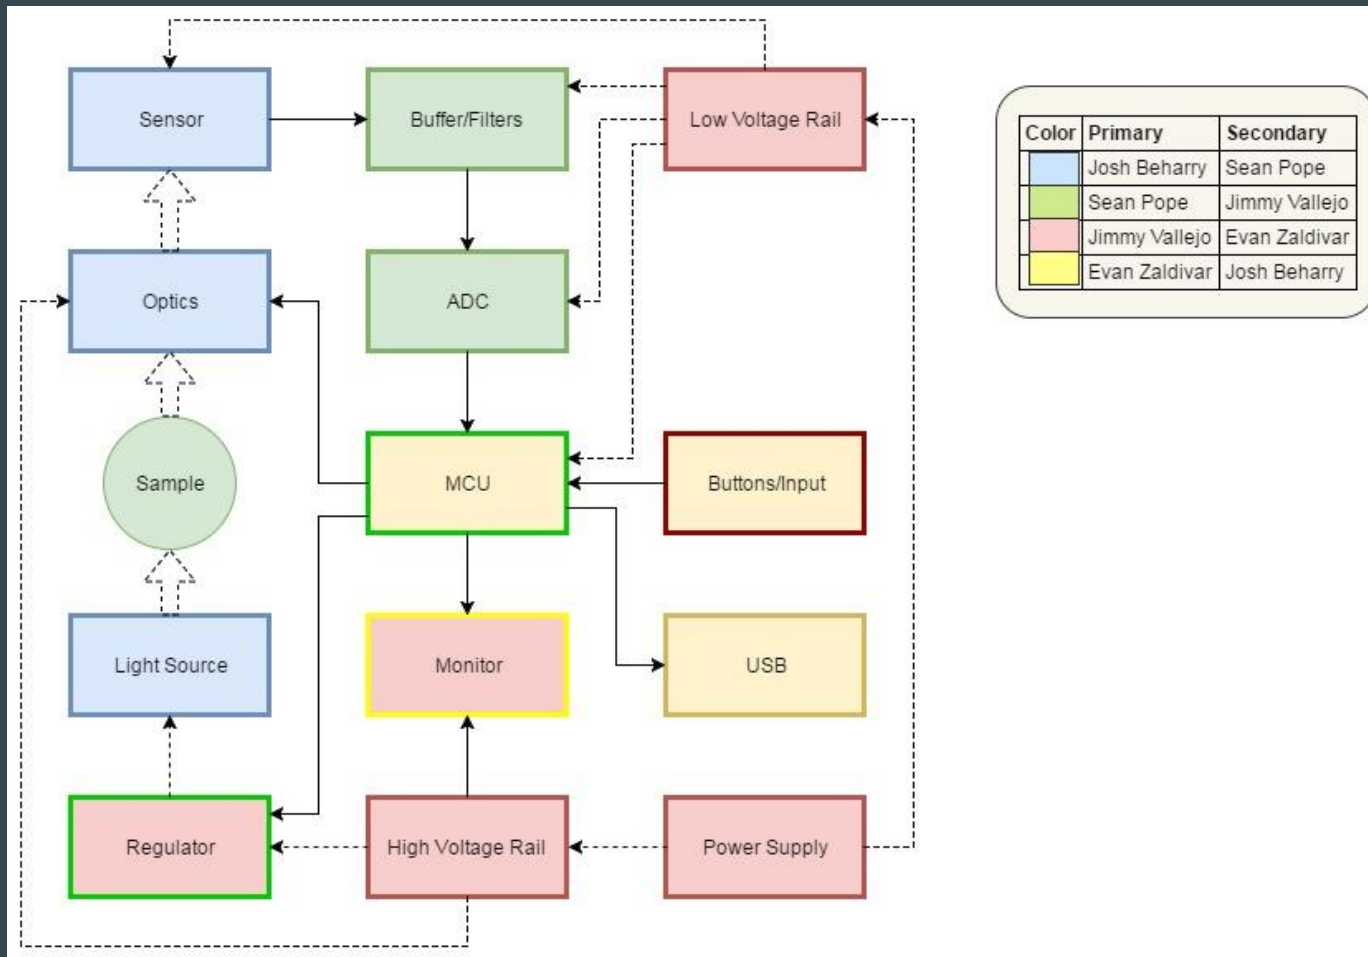 Sensor
Buffer/Filters
Low Voltage Rail
Color Primary Secondary
Josh Beharry Sean Pope
Sean Pope Jimmy Vallejo
Jimmy Vallejo Evan Zaldivar
Evan Zaldivar Josh Beharry
Optics
ADC
Sample
MCU
Buttons/Input
Light Source
Monitor
USB
Regulator
High Voltage Rail
Power Supply